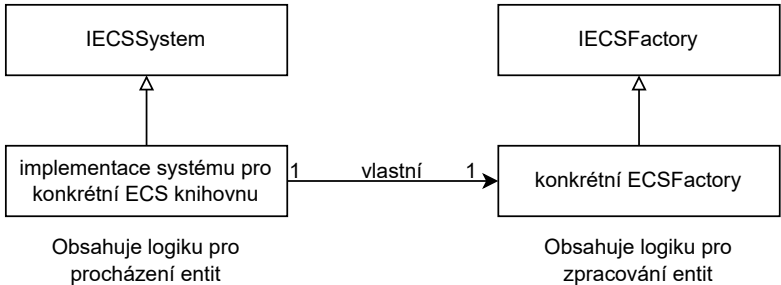 IECSSystem
IECSFactory
implementace systému pro
konkrétní ECS knihovnu
1
vlastní
1
konkrétní ECSFactory
Obsahuje logiku pro
procházení entit
Obsahuje logiku pro
zpracování entit